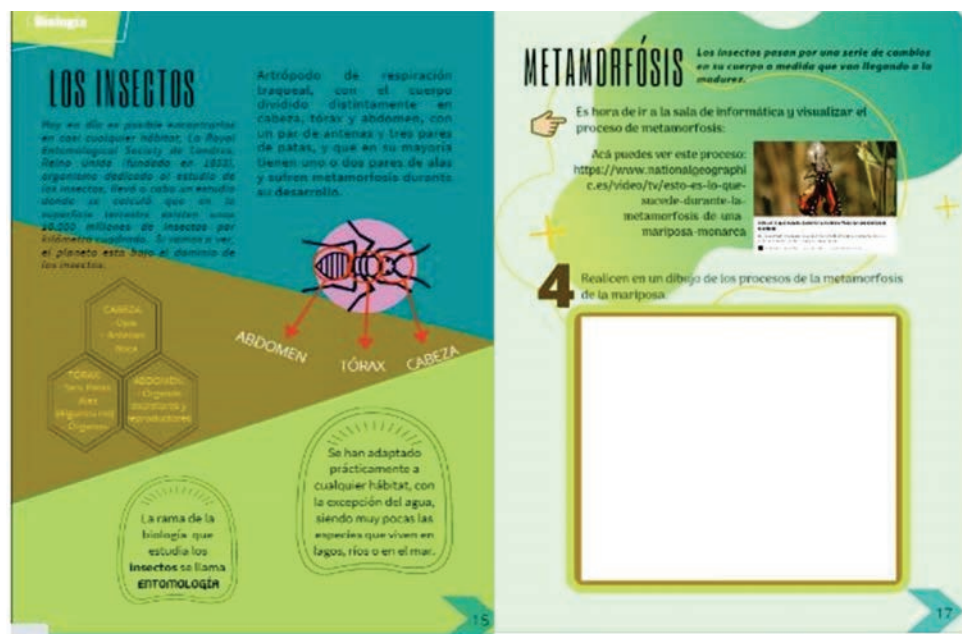 Biología
LOS INSECTOS
Hoy en día es posible encontrarlos
en casi cualquier hábitat. La Royal
Entomological Society de Londres,
Reino Unido (fundada en 1833),
organismo dedicado al estudio de
los insectos, llevó a cabo un estudio
donde se calculó que en la
superficie terrestre existen unos
10.000 millones de insectos por
kilómetro cuadrado. Si vamos a ver,
el planeta esta bajo el dominio de
los insectos.
Artrópodo de respiración
traqueal, con el cuerpo
dividido distintamente en
cabeza, tórax y abdomen, con
un par de antenas y tres pares
de patas, y que en su mayoría
tienen uno o dos pares de alas
y sufren metamorfosis durante
su desarrollo.
ABDOMEN
TÓRAX
CABEZA
CABEZA:
- Ojos
- Antenas
TÓRAX:
ABDOMEN:
- Órganos
reproductores
Se han adaptado
prácticamente a
cualquier hábitat, con
la excepción del agua,
siendo muy pocas las
especies que viven en
lagos, ríos o en el mar.
La rama de la
biología que
estudia los
insectos se llama
ENTOMOLOGÍA
METAMORFÓSIS
Los insectos pasan por una serie de cambios
en su cuerpo a medida que van llegando a la
madurez.
Es hora de ir a la sala de informática y visualizar el
proceso de metamorfosis:
Acá puedes ver este proceso:
https://www.nationalgeographi
c.es/video/tv/esto-es-lo-que-
sucede-durante-la-
metamorfosis-de-una-
mariposa-monarca
4
Realicen en un dibujo de los procesos de la metamorfosis
de la mariposa.
17